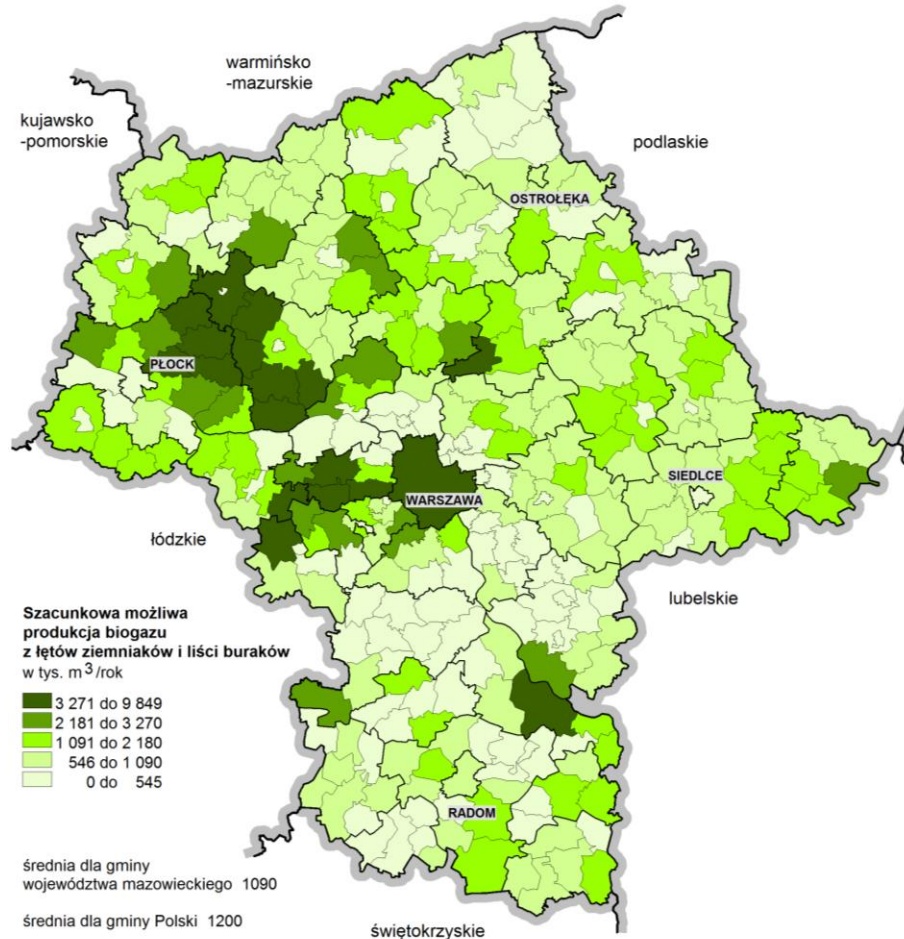 warmińsko
-mazurskie
kujawsko
-pomorskie
podlaskie
OSTROŁĘKA
PŁOCK
SIEDLCE
WARSZAWA
łódzkie
lubelskie
Szacunkowa możliwa
produkcja biogazu
z łętów ziemniaków i liści buraków
w tys. m3/rok
3 271 do 9 849
2 181 do 3 270
1 091 do 2 180
546 do 1 090
0 do 545
RADOM
średnia dla gminy
województwa mazowieckiego 1090
średnia dla gminy Polski 1200
świętokrzyskie